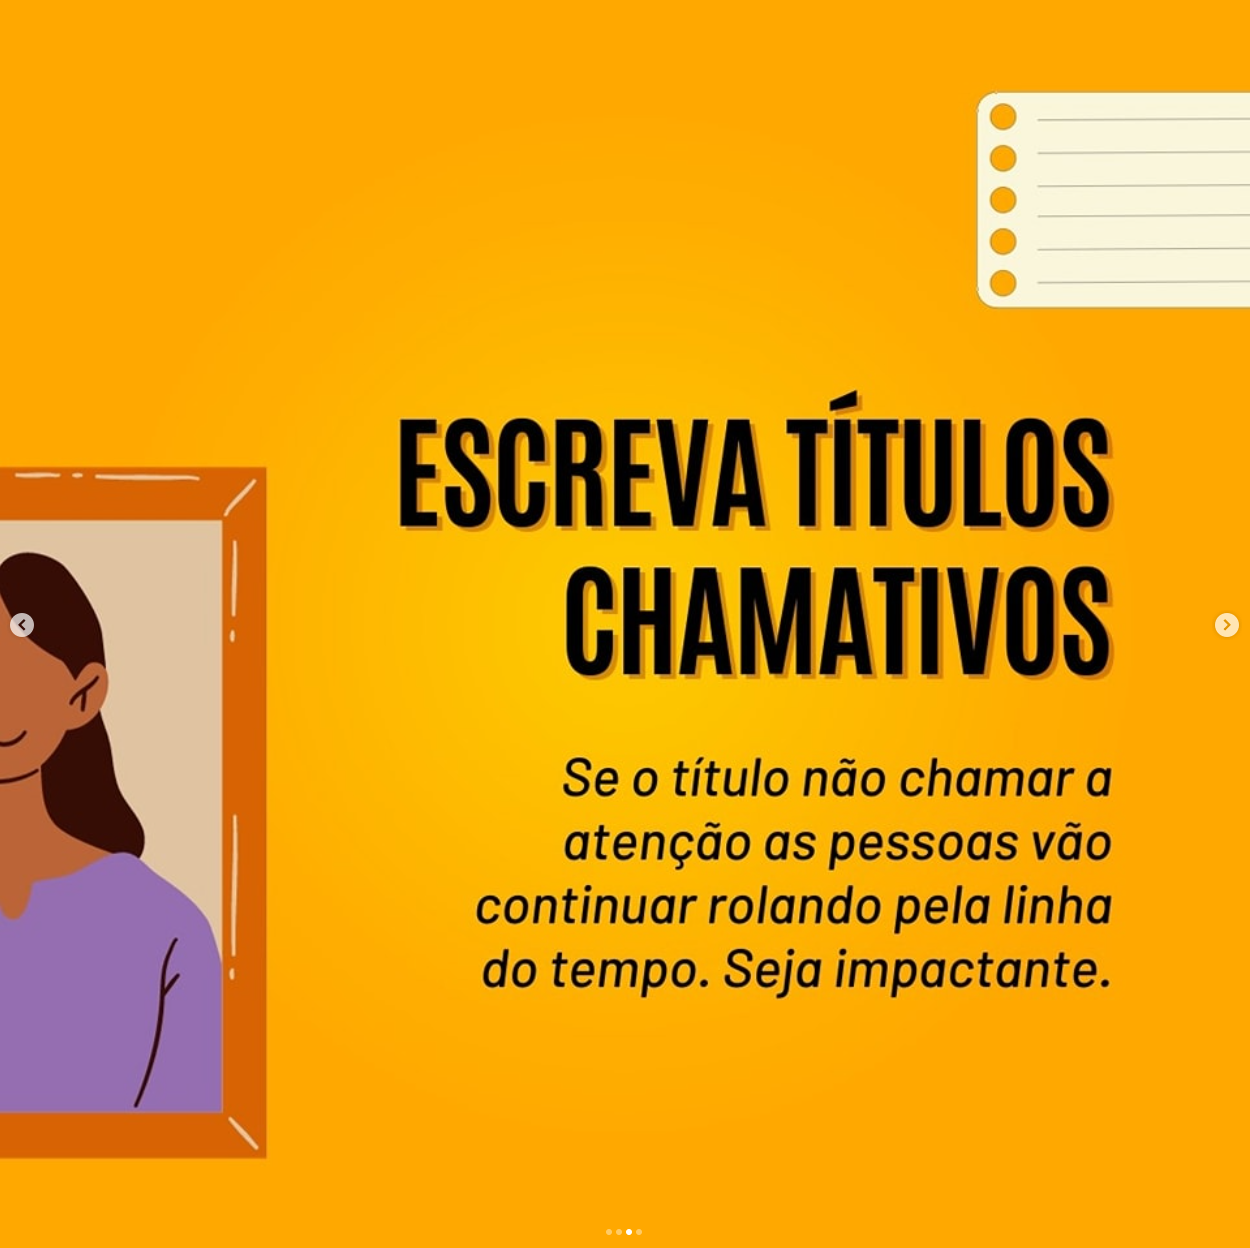 ESCREVA TÍTULOS
CHAMATIVOS
Se o título não chamar a
atenção as pessoas vão
continuar rolando pela linha
do tempo. Seja impactante.